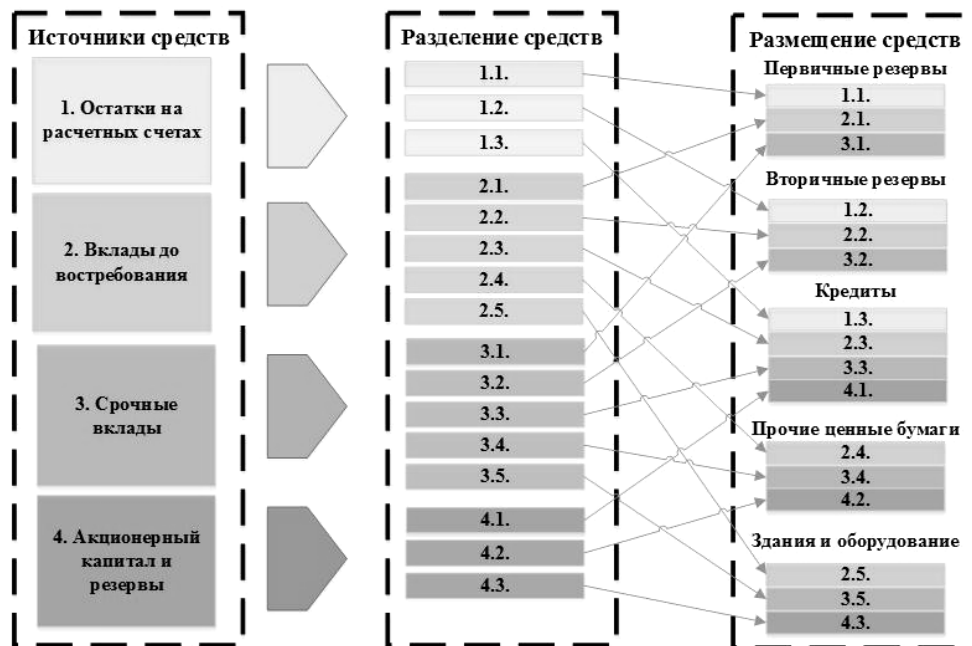 Источники средств
1. Остатки на
расчетных счетах
2. Вклады до
востребования
3. Срочные
вклады
4. Акционерный
капитал и
резервы
Разделение средств
1.1.
1.2.
1.3.
2.1.
2.2.
2.3.
2.4.
2.5.
3.1.
3.2.
3.3.
3.4.
3.5.
4.1.
4.2.
4.3.
Размещение средств
Первичные резервы
1.1.
2.1.
3.1.
Вторичные резервы
1.2.
2.2.
3.2.
Кредиты
1.3.
2.3.
3.3.
4.1.
Прочие ценные бумаги
2.4.
3.4.
4.2.
Здания и оборудование
2.5.
3.5.
4.3.